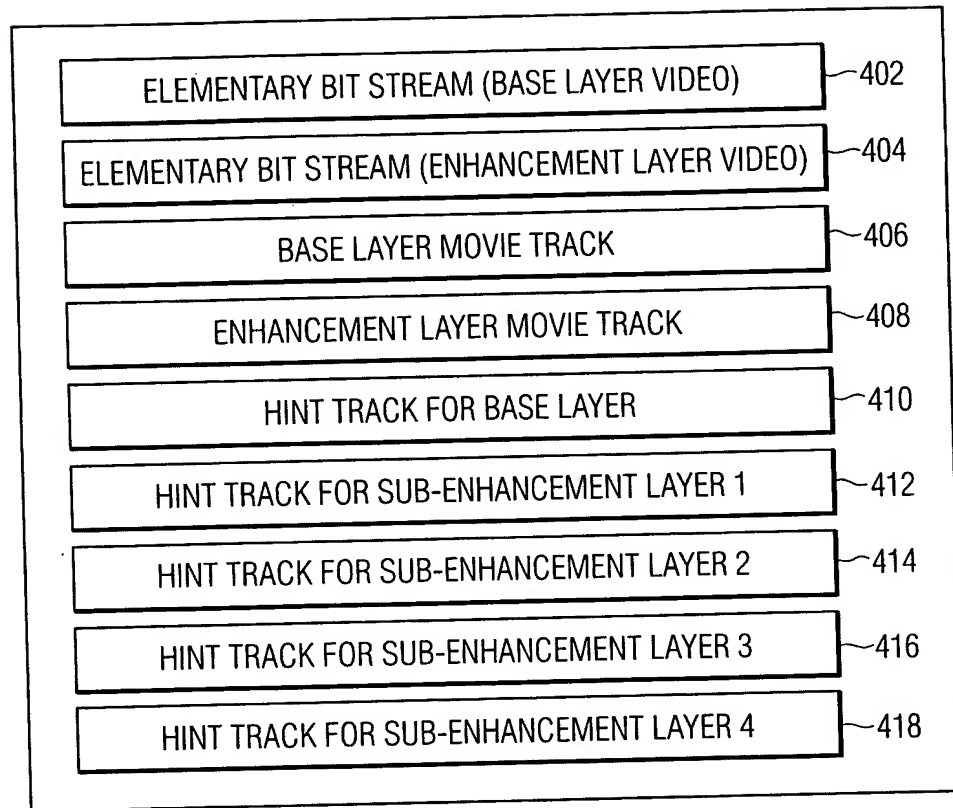 ELEMENTARY BIT STREAM (BASE LAYER VIDEO) 402
ELEMENTARY BIT STREAM (ENHANCEMENT LAYER VIDEO) 404
BASE LAYER MOVIE TRACK 406
ENHANCEMENT LAYER MOVIE TRACK 408
HINT TRACK FOR BASE LAYER 410
HINT TRACK FOR SUB-ENHANCEMENT LAYER 1 412
HINT TRACK FOR SUB-ENHANCEMENT LAYER 2 414
HINT TRACK FOR SUB-ENHANCEMENT LAYER 3 416
HINT TRACK FOR SUB-ENHANCEMENT LAYER 4 418